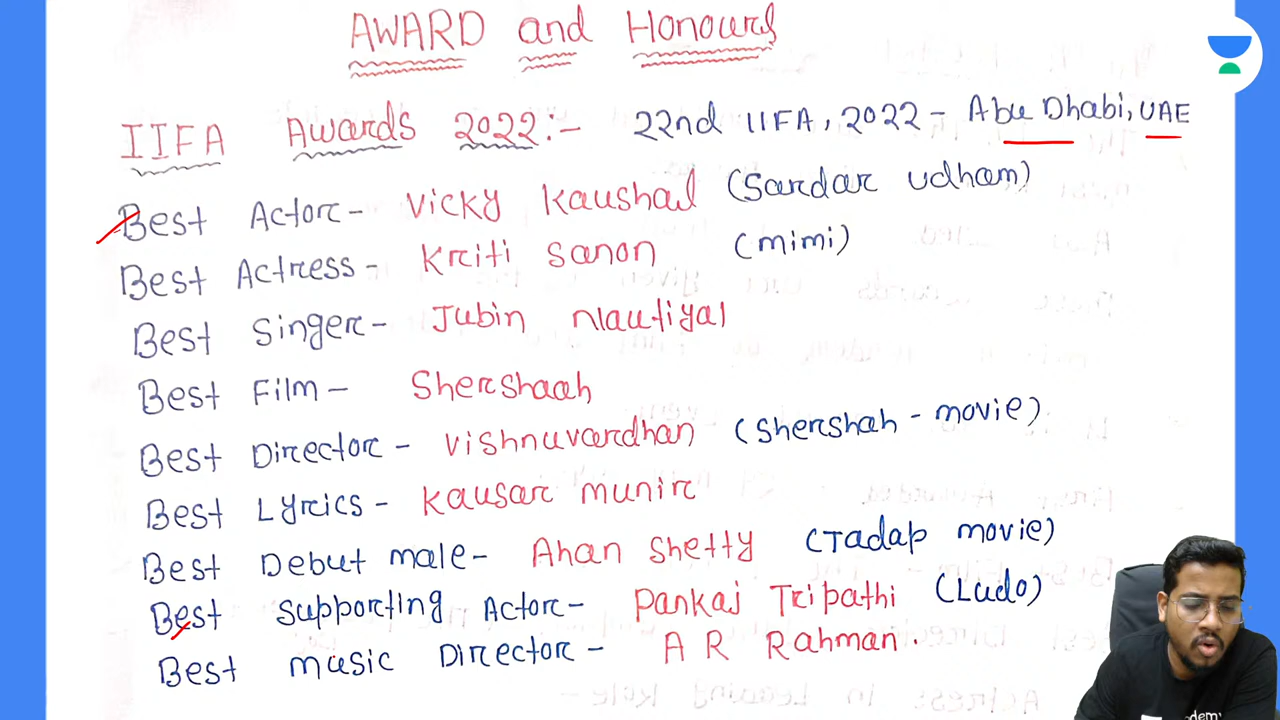 AWARD and Honours
IIFA Awards 2022:- 22nd IIFA, 2022 - Abu Dhabi, UAE
Best Actor - Vicky Kaushal (Sardar Udham)
Best Actress - Kriti Sanon (mimi)
Best Singer - Jubin Nautiyal
Best Film - Shershaah
Best Director - Vishnuvardhan (Shershah - movie)
Best Lyrics - Kausar munir
Best Debut male - Ahan Shetty (Tadap movie)
Best Supporting Actor - Pankaj Tripathi (Ludo)
Best music Director - A R Rahman.